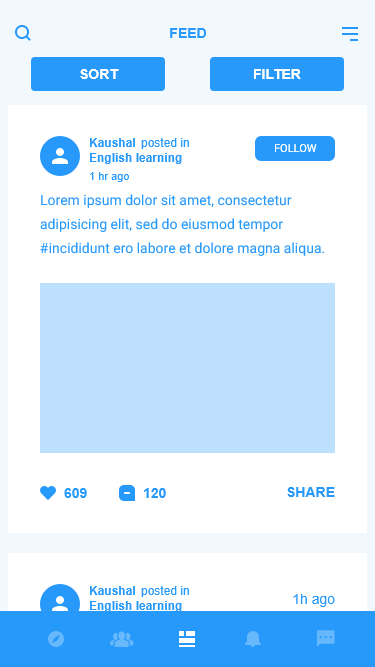 FEED
SORT FILTER
Kaushal posted in
English learning
FOLLOW
1 hr ago
Lorem ipsum dolor sit amet, consectetur
adipisicing elit, sed do eiusmod tempor
#incididunt ero labore et dolore magna aliqua.
609 120 SHARE
Kaushal posted in
English learning
1h ago